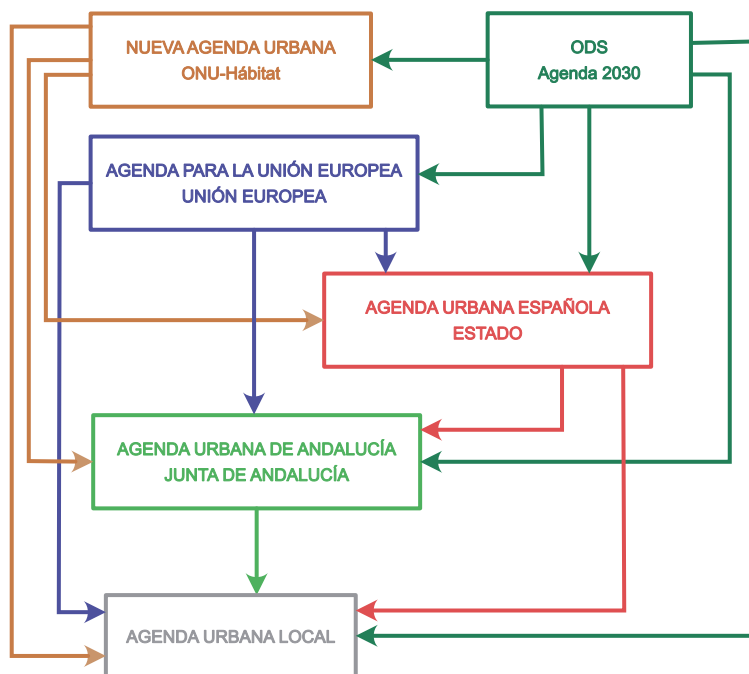 NUEVA AGENDA URBANA
ONU-Hábitat
ODS
Agenda 2030
AGENDA PARA LA UNIÓN EUROPEA
UNIÓN EUROPEA
AGENDA URBANA ESPAÑOLA
ESTADO
AGENDA URBANA DE ANDALUCÍA
JUNTA DE ANDALUCÍA
AGENDA URBANA LOCAL